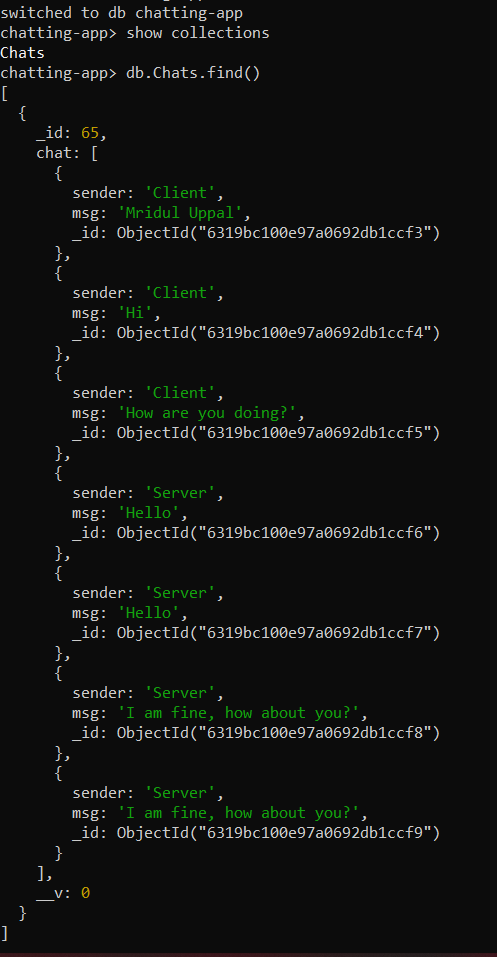 switched to db chatting-app
chatting-app> show collections
Chats
chatting-app> db.Chats.find()
[
  {
    _id: 65,
    chat: [
      {
        sender: 'Client',
        msg: 'Mridul Uppal',
        _id: ObjectId("6319bc100e97a0692db1ccf3")
      },
      {
        sender: 'Client',
        msg: 'Hi',
        _id: ObjectId("6319bc100e97a0692db1ccf4")
      },
      {
        sender: 'Client',
        msg: 'How are you doing?',
        _id: ObjectId("6319bc100e97a0692db1ccf5")
      },
      {
        sender: 'Server',
        msg: 'Hello',
        _id: ObjectId("6319bc100e97a0692db1ccf6")
      },
      {
        sender: 'Server',
        msg: 'Hello',
        _id: ObjectId("6319bc100e97a0692db1ccf7")
      },
      {
        sender: 'Server',
        msg: 'I am fine, how about you?',
        _id: ObjectId("6319bc100e97a0692db1ccf8")
      },
      {
        sender: 'Server',
        msg: 'I am fine, how about you?',
        _id: ObjectId("6319bc100e97a0692db1ccf9")
      }
    ],
    __v: 0
  }
]